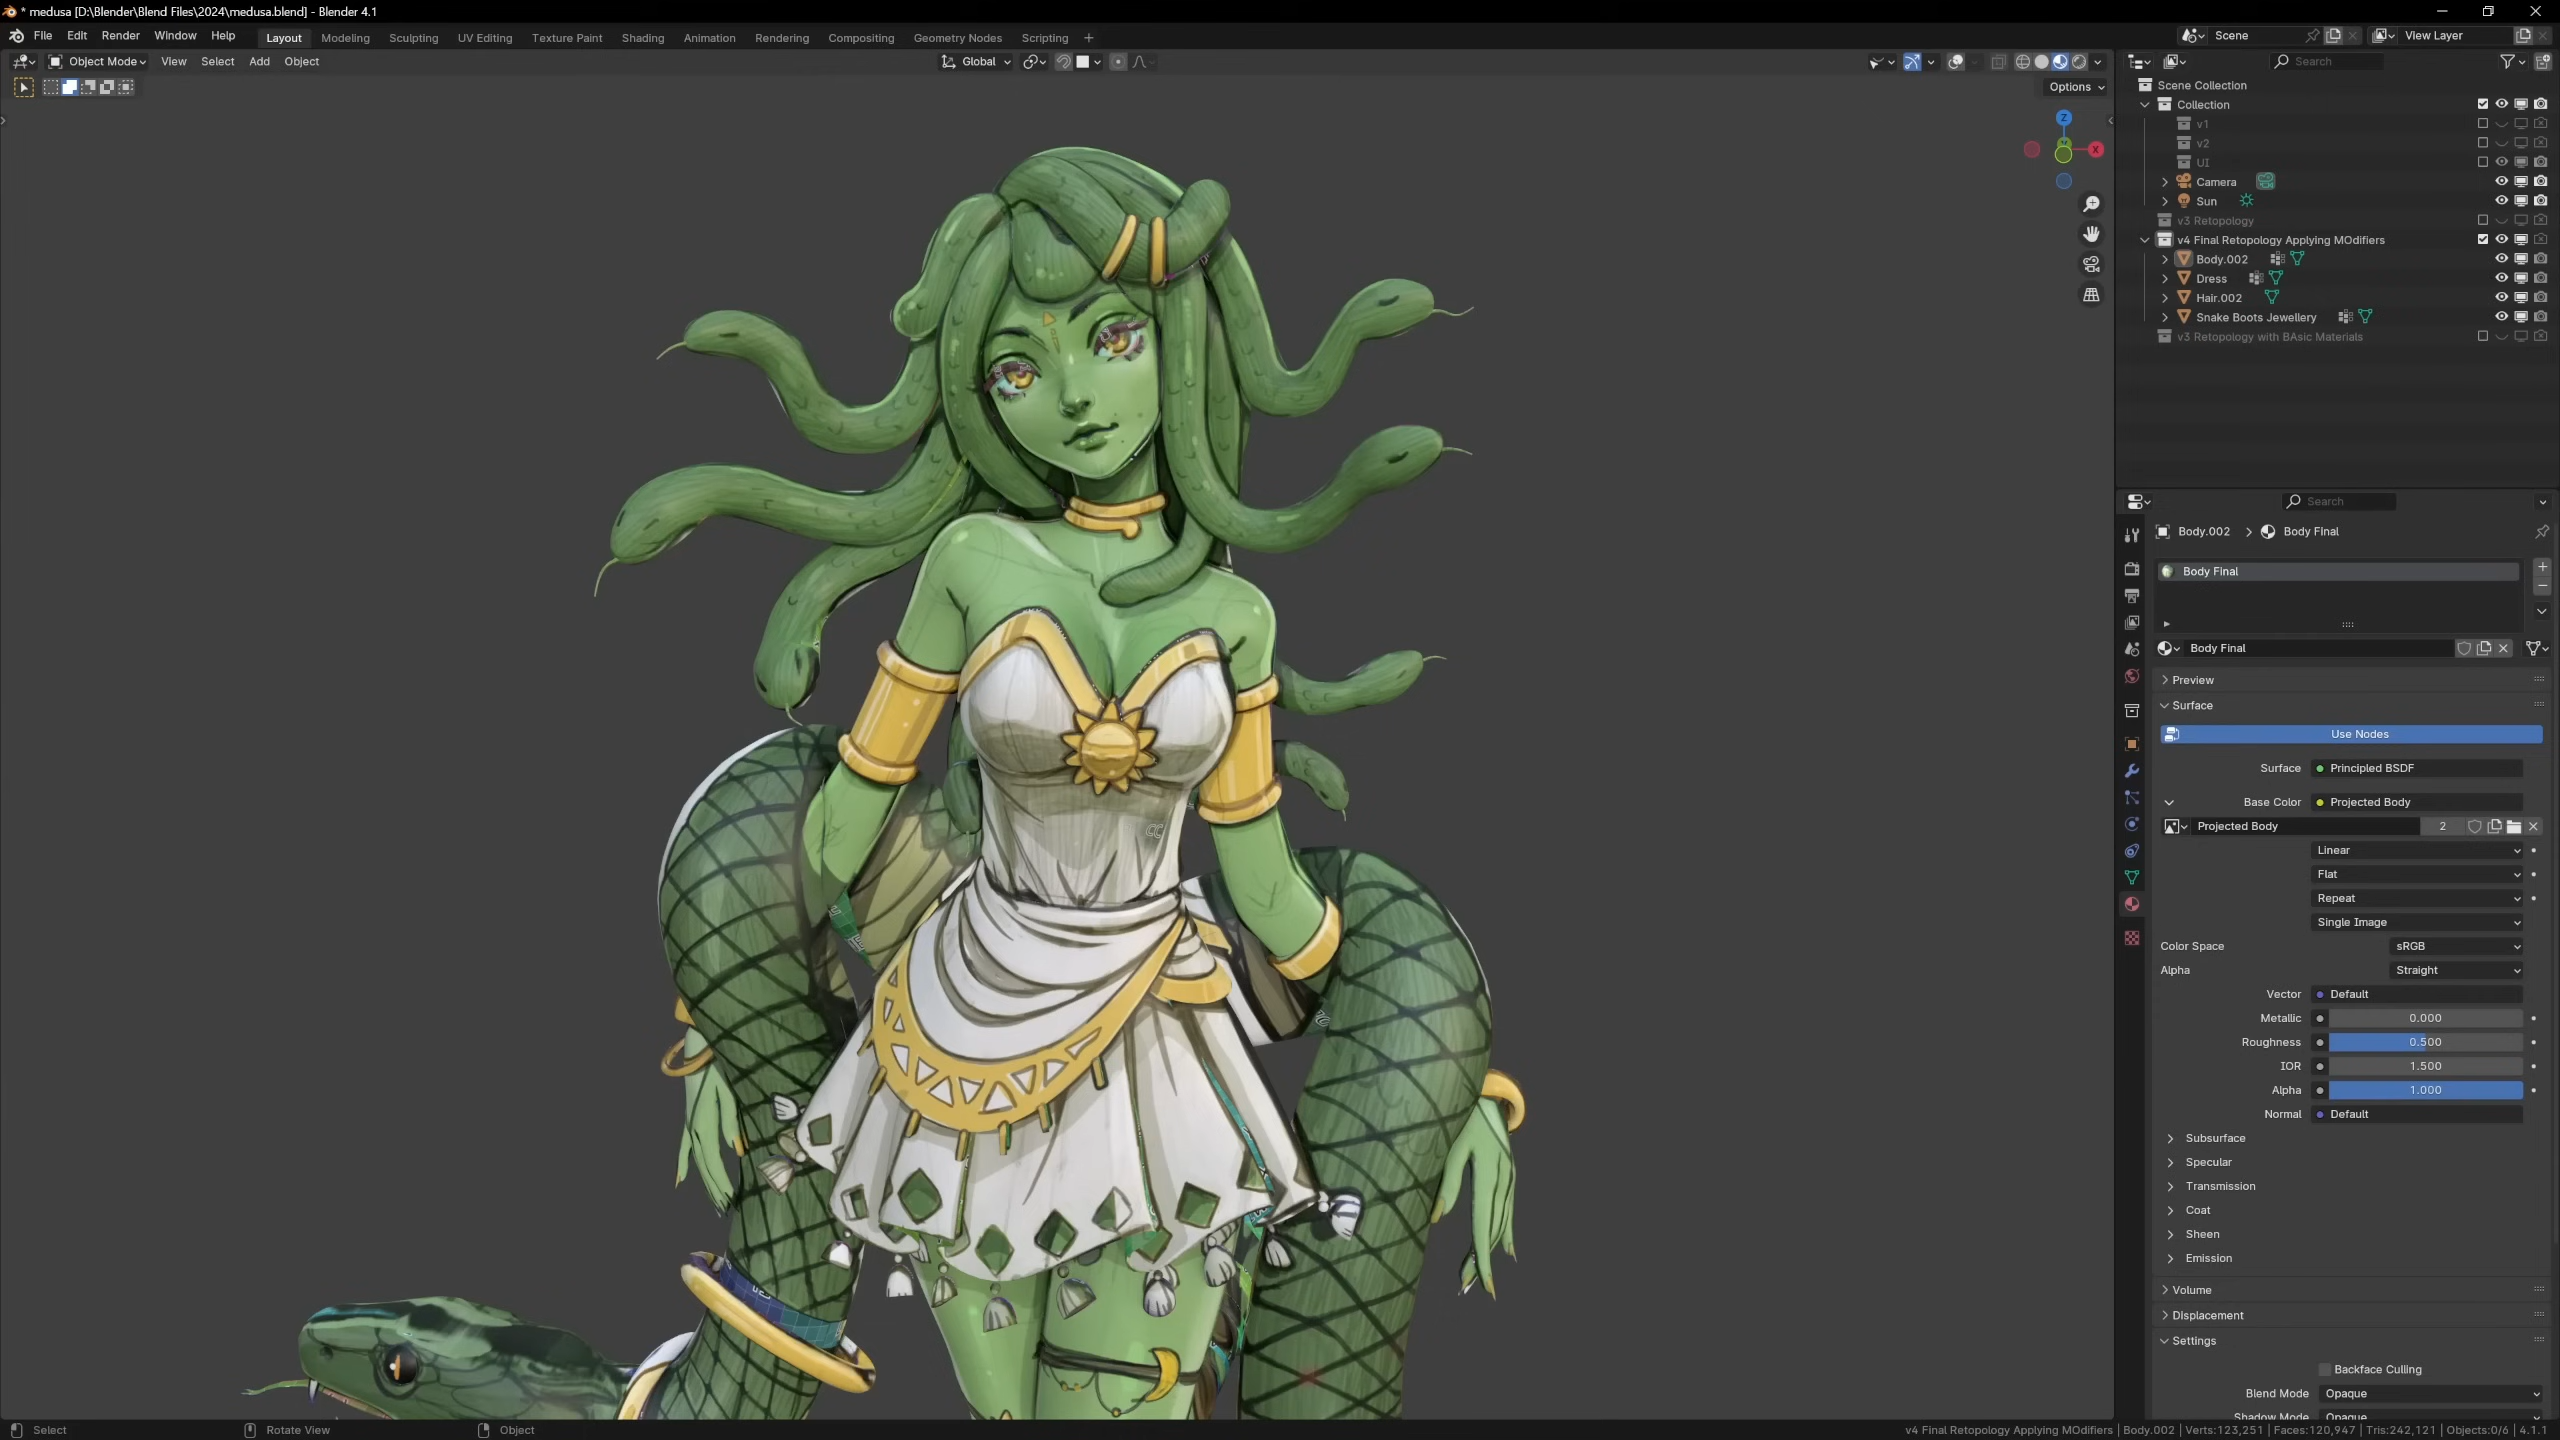 * medusa [D:\Blender\Blend Files\2024\medusa.blend] - Blender 4.1
File Edit Render Window Help Layout Modeling Sculpting UV Editing Texture Paint Shading Animation Rendering Compositing Geometry Nodes Scripting + Scene View Layer
Object Mode View Select Add Object Global Search
Options
Z
X
Scene Collection
Collection
v1
v2
UI
Camera
Sun
v3 Retopology
v4 Final Retopology Applying MOdifiers
Body.002
Dress
Hair.002
Snake Boots Jewellery
v3 Retopology with BAsic Materials
Search
Body.002 > Body Final
Body Final
Body Final
Preview
Surface
Use Nodes
Surface Principled BSDF
Base Color Projected Body
Projected Body 2
Linear
Flat
Repeat
Single Image
Color Space sRGB
Alpha Straight
Vector Default
Metallic 0.000
Roughness 0.500
IOR 1.500
Alpha 1.000
Normal Default
Subsurface
Specular
Transmission
Coat
Sheen
Emission
Volume
Displacement
Settings
Backface Culling
Blend Mode Opaque
Shadow Mode Opaque
Select Rotate View Object v4 Final Retopology Applying MOdifiers | Body.002 | Verts:123,251 | Faces:120,947 | Tris:242,121 | Objects:0/6 | 4.1.1